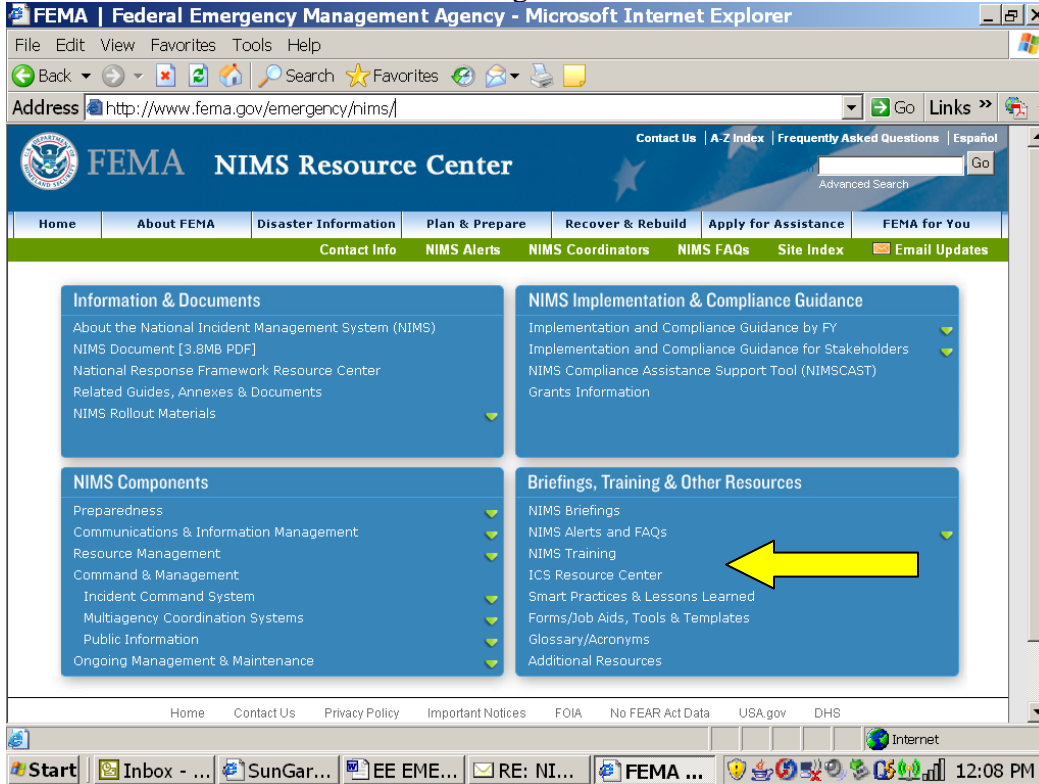 FEMA | Federal Emergency Management Agency - Microsoft Internet Explorer
File Edit View Favorites Tools Help
Back Search Favorites
Address http://www.fema.gov/emergency/nims/ Go Links »
Contact Us | A-Z Index | Frequently Asked Questions | Español
FEMA NIMS Resource Center
Go
Advanced Search
Home About FEMA Disaster Information Plan & Prepare Recover & Rebuild Apply for Assistance FEMA for You
Contact Info NIMS Alerts NIMS Coordinators NIMS FAQs Site Index Email Updates
Information & Documents
About the National Incident Management System (NIMS)
NIMS Document [3.8MB PDF]
National Response Framework Resource Center
Related Guides, Annexes & Documents
NIMS Rollout Materials
NIMS Implementation & Compliance Guidance
Implementation and Compliance Guidance by FY
Implementation and Compliance Guidance for Stakeholders
NIMS Compliance Assistance Support Tool (NIMSCAST)
Grants Information
NIMS Components
Preparedness
Communications & Information Management
Resource Management
Command & Management
Incident Command System
Multiagency Coordination Systems
Public Information
Ongoing Management & Maintenance
Briefings, Training & Other Resources
NIMS Briefings
NIMS Alerts and FAQs
NIMS Training
ICS Resource Center
Smart Practices & Lessons Learned
Forms/Job Aids, Tools & Templates
Glossary/Acronyms
Additional Resources
Home Contact Us Privacy Policy Important Notices FOIA No FEAR Act Data USA.gov DHS
Internet
Start Inbox - ... SunGar... EE EME... RE: NI... FEMA ... 12:08 PM